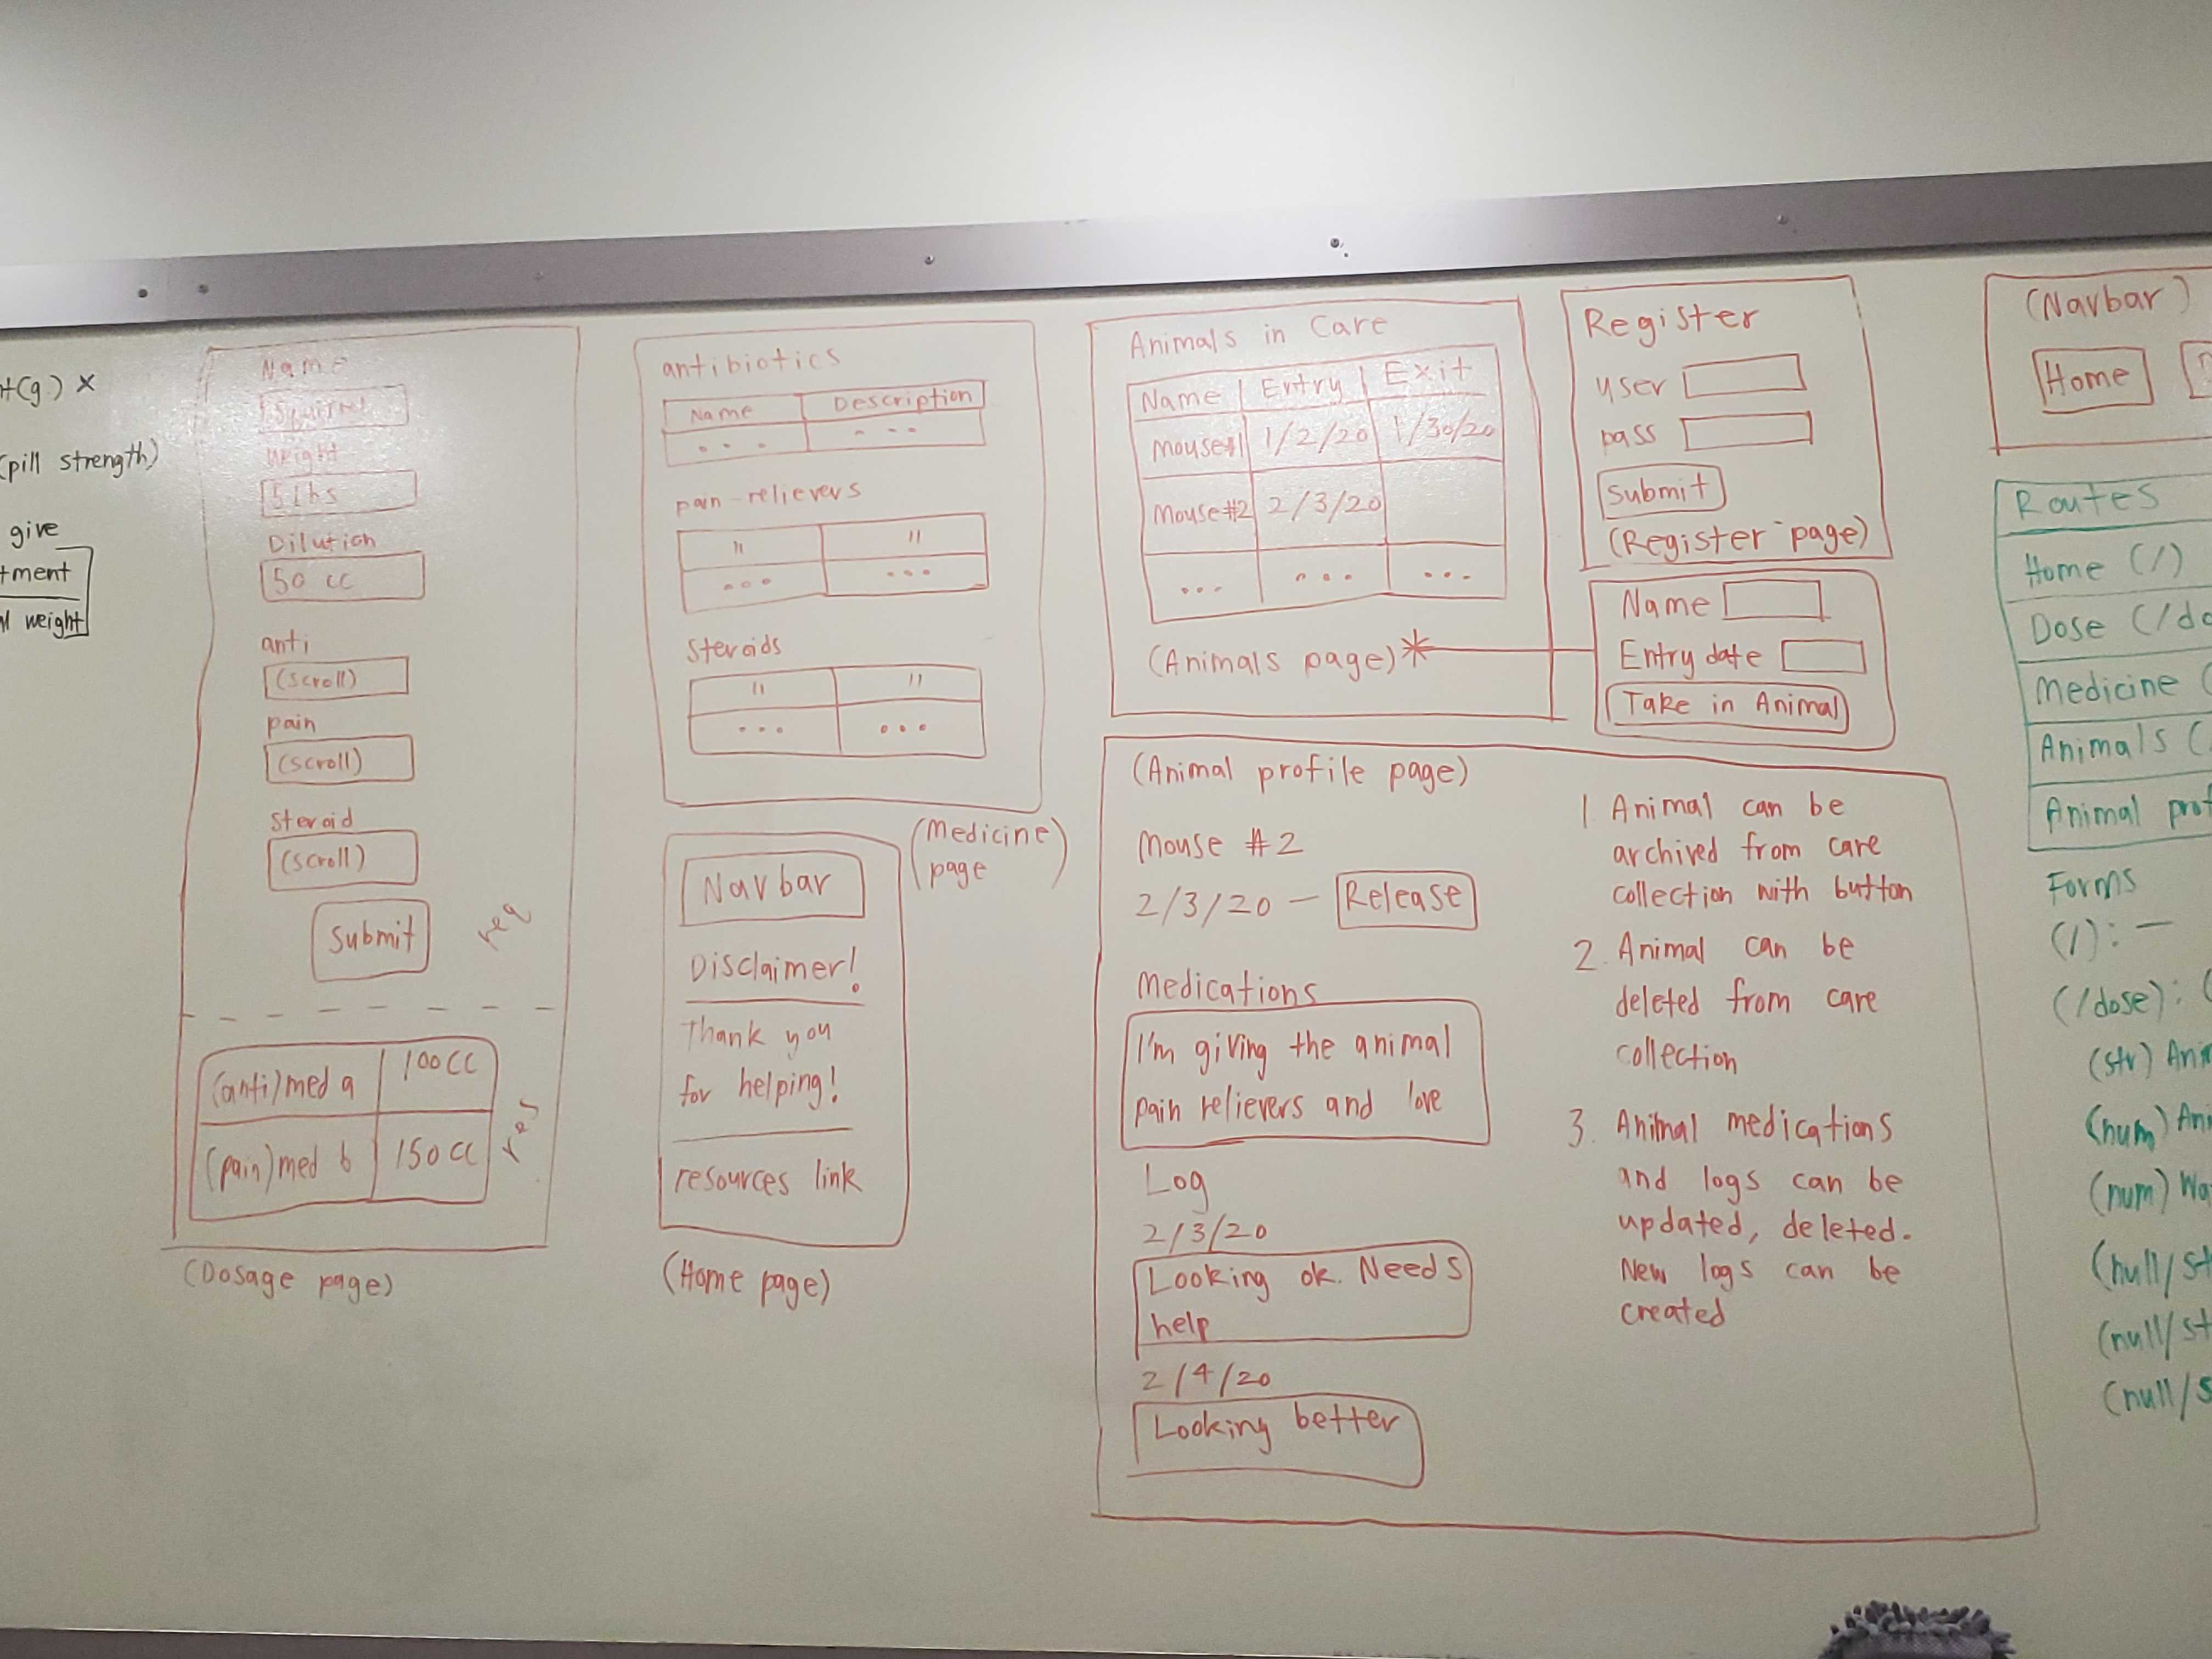 (g.) ×
(pill strength)
give
weight
Name
Squirrel
Weight
5 lbs
Dilution
50 cc
anti
(scroll)
pain
(scroll)
steroid
(scroll)
Submit
req
(anti)med a 100 CC
(pain)med b 150 CC
res
(Dosage page)
antibiotics
Name Description
. . . . . .
pain-relievers
" "
... ...
Steroids
" "
... ...
(Medicine
page)
Navbar
Disclaimer!
Thank you
for helping!
resources link
(Home page)
Animals in Care
Name Entry Exit
Mouse#1 1/2/20 1/30/20
Mouse#2 2/3/20
... ... ...
(Animals page)*
Register
user
pass
Submit
(Register page)
Name
Entry date
Take in Animal
(Animal profile page)
Mouse #2
2/3/20 — Release
Medications
I'm giving the animal
pain relievers and love
Log
2/3/20
Looking ok. Needs
help
2/4/20
Looking better
1. Animal can be
archived from care
collection with button
2. Animal can be
deleted from care
collection
3. Animal medications
and logs can be
updated, deleted.
New logs can be
created
(Navbar)
Home
Routes
Home (/)
Dose (/do
Medicine (
Animals (
Animal prof
Forms
(/): —
(/dose): (
(str) Ani
(num) Ani
(num) Wa
(null/st
(null/st
(null/s